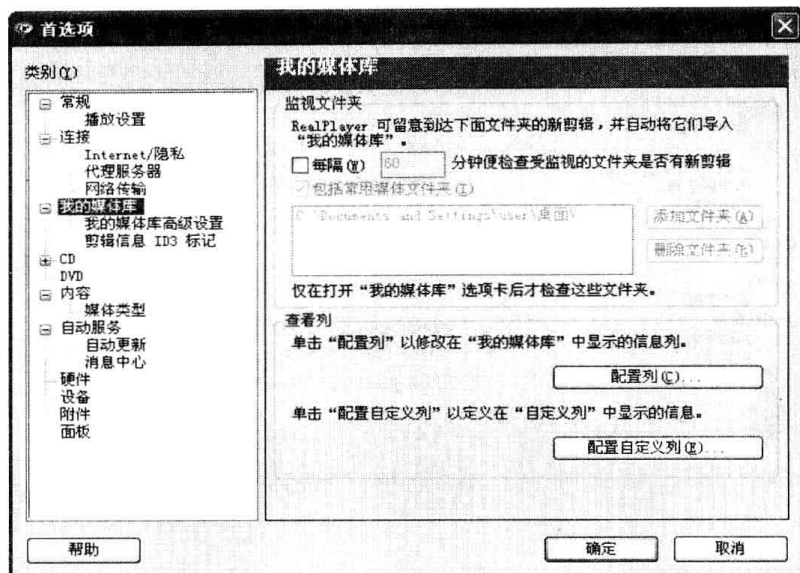 首选项
类别(Y)
常规
播放设置
连接
Internet/隐私
代理服务器
网络传输
我的媒体库
我的媒体库高级设置
剪辑信息 ID3 标记
CD
DVD
内容
媒体类型
自动服务
自动更新
消息中心
硬件
设备
附件
面板
我的媒体库
监视文件夹
RealPlayer 可留意到达下面文件夹的新剪辑，并自动将它们导入
“我的媒体库”。
每隔(W) 60 分钟便检查受监视的文件夹是否有新剪辑
包括常用媒体文件夹(I)
C:\Documents and Settings\user\桌面\
添加文件夹(A)
删除文件夹(R)
仅在打开“我的媒体库”选项卡后才检查这些文件夹。
查看列
单击“配置列”以修改在“我的媒体库”中显示的信息列。
配置列(C)...
单击“配置自定义列”以定义在“自定义列”中显示的信息。
配置自定义列(E)...
帮助
确定
取消